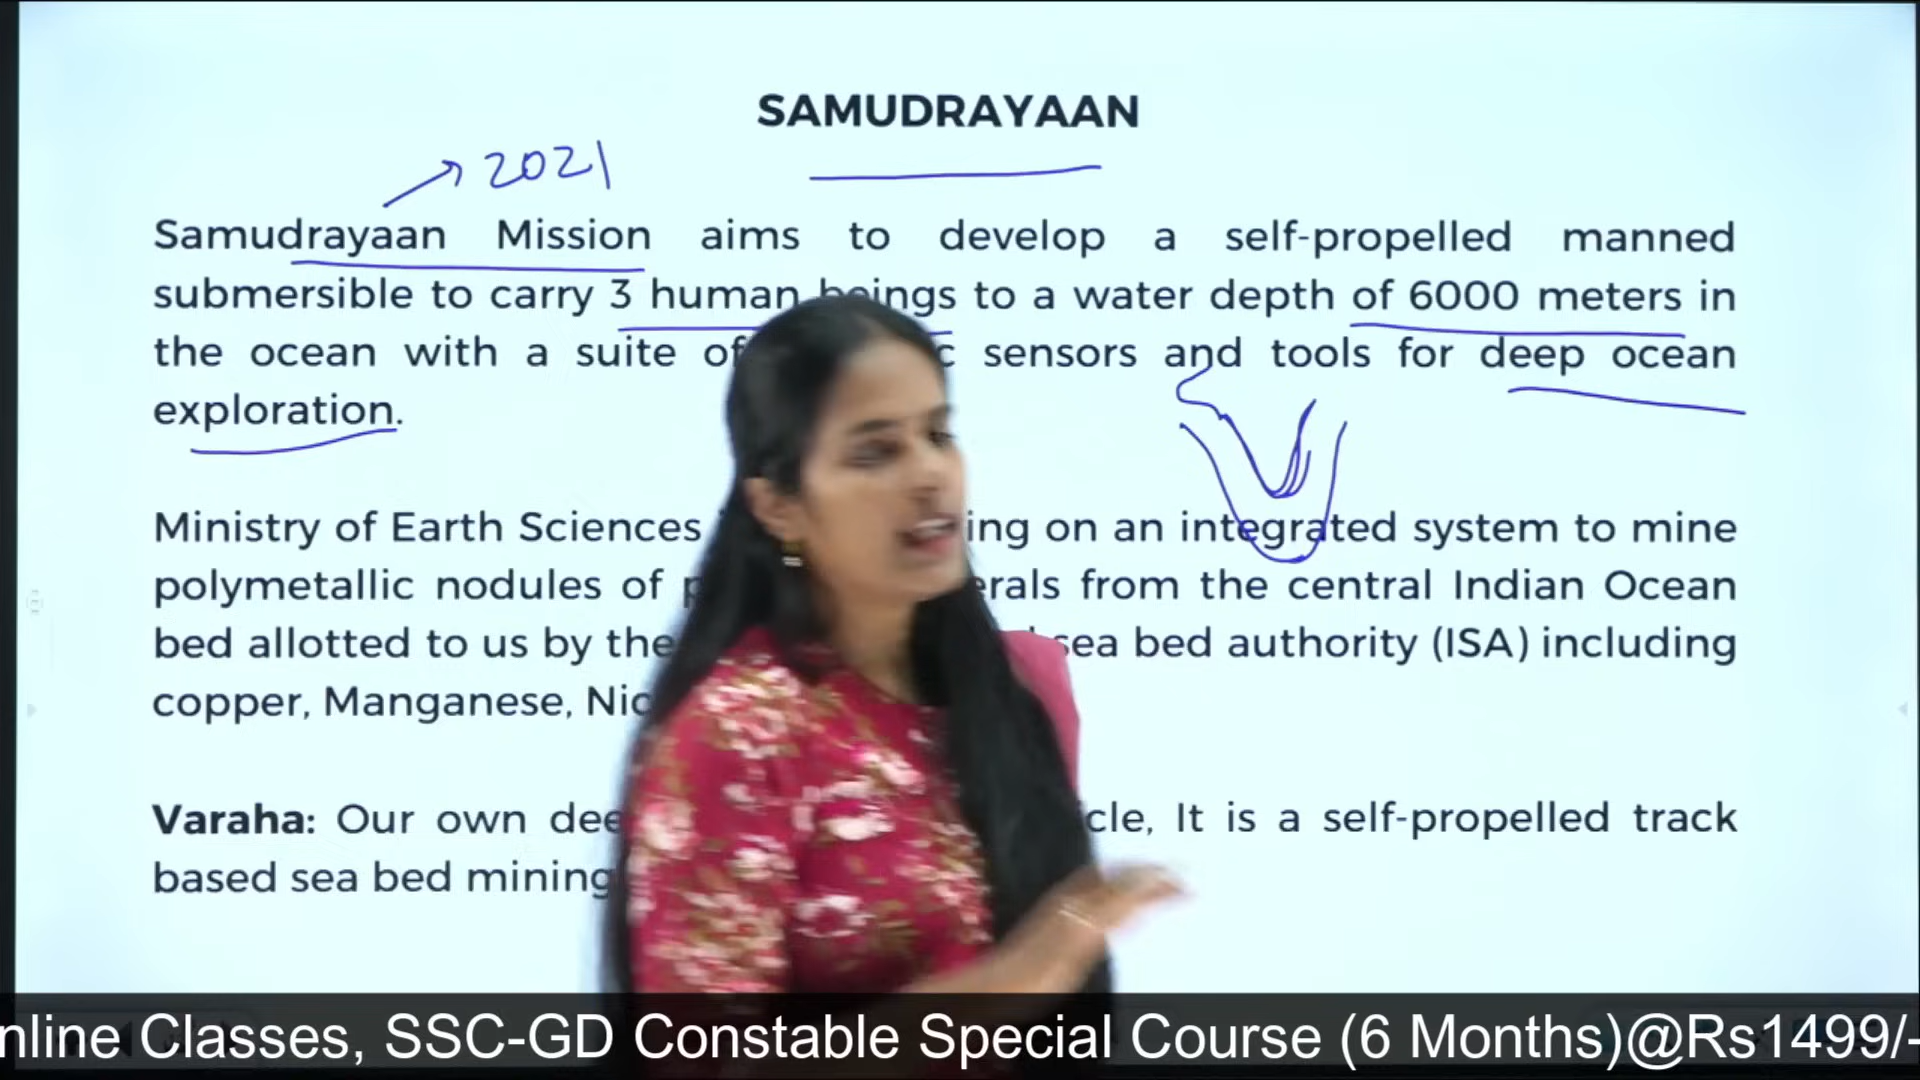 SAMUDRAYAAN
2021
Samudrayaan Mission aims to develop a self-propelled manned
submersible to carry 3 human beings to a water depth of 6000 meters in
the ocean with a suite of sensors and tools for deep ocean
exploration.
Ministry of Earth Sciences on an integrated system to mine
polymetallic nodules of from the central Indian Ocean
bed allotted to us by the sea bed authority (ISA) including
copper, Manganese,
Varaha: Our own It is a self-propelled track
based sea bed mining
Classes, SSC-GD Constable Special Course (6 Months)@Rs1499/-